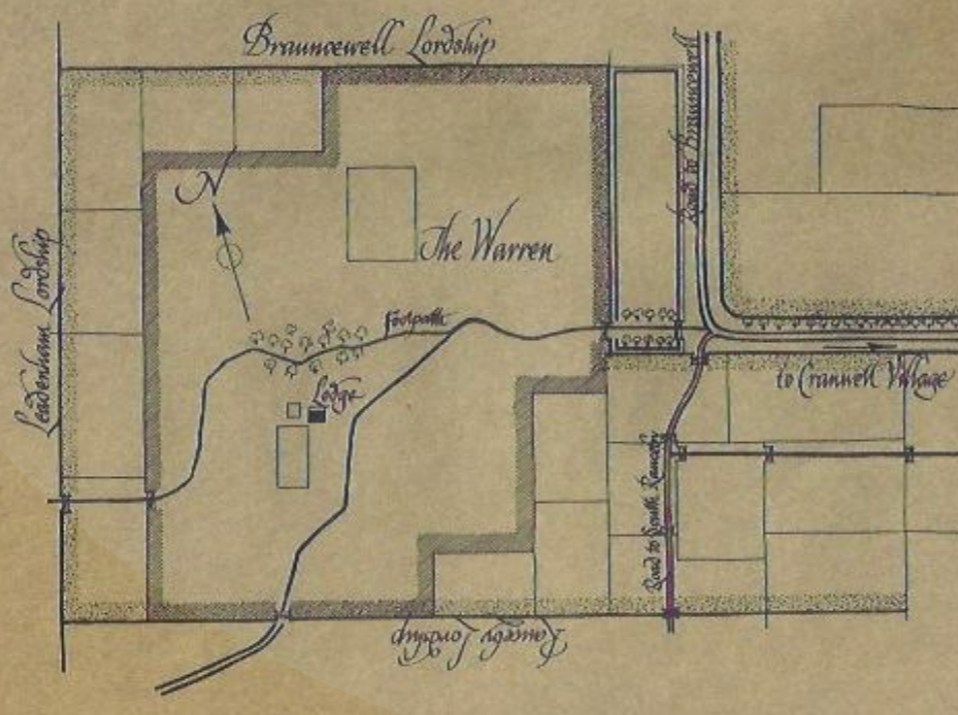 Brauncewell Lordship
Road to Brauncewell
N
The Warren
Leadenham Lordship
Footpath
to Cranwell Village
Lodge
Road to South Rauceby
Rauceby Lordship